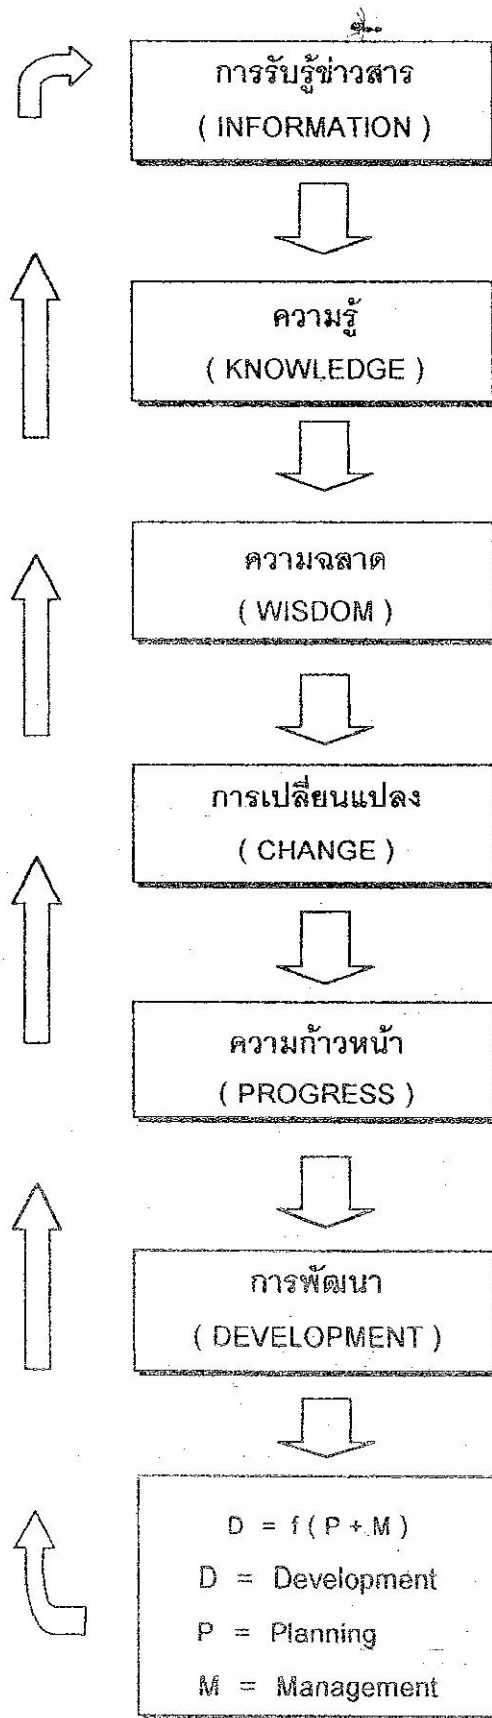 การรับรู้ข่าวสาร
( INFORMATION )
ความรู้
( KNOWLEDGE )
ความฉลาด
( WISDOM )
การเปลี่ยนแปลง
( CHANGE )
ความก้าวหน้า
( PROGRESS )
การพัฒนา
( DEVELOPMENT )
D = f ( P + M )
D = Development
P = Planning
M = Management